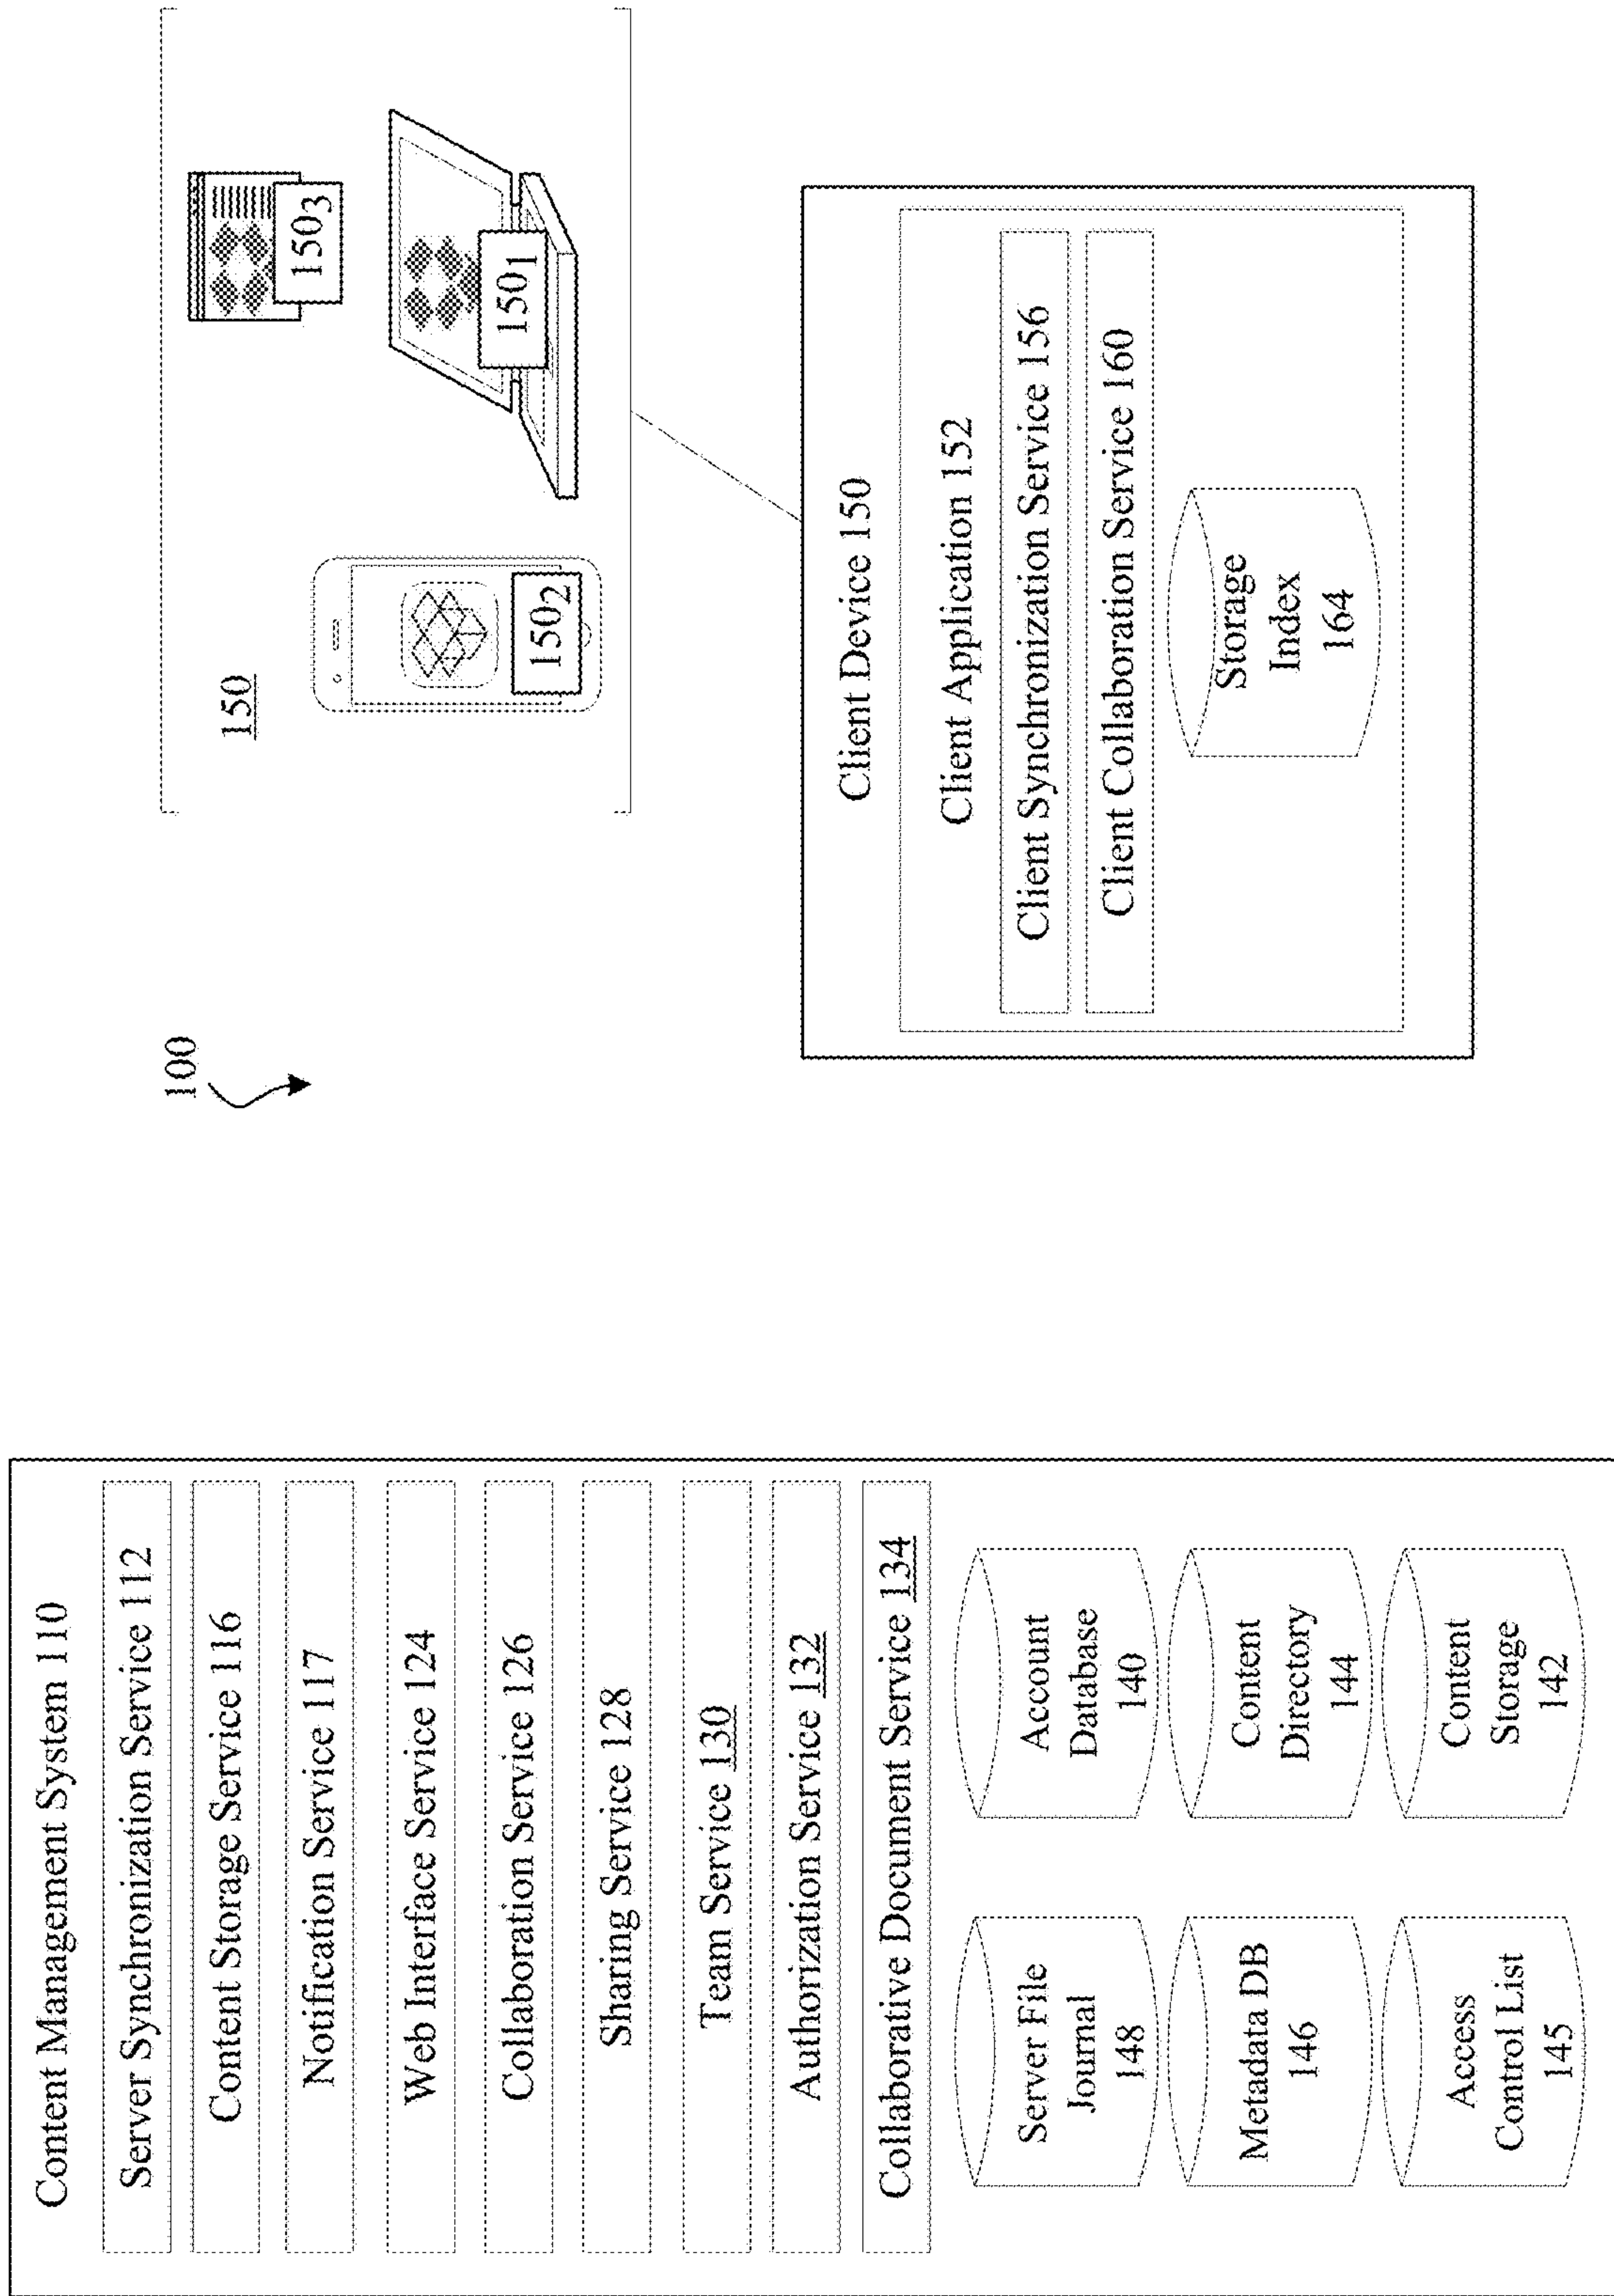 Content Management System 110
Server Synchronization Service 112
Content Storage Service 116
Notification Service 117
Web Interface Service 124
Collaboration Service 126
Sharing Service 128
Team Service 130
Authorization Service 132
Collaborative Document Service 134
Server File
Journal
148
Account
Database
140
Metadata DB
146
Content
Directory
144
Access
Control List
145
Content
Storage
142
100
150
150₂
150₃
150₁
Client Device 150
Client Application 152
Client Synchronization Service 156
Client Collaboration Service 160
Storage
Index
164